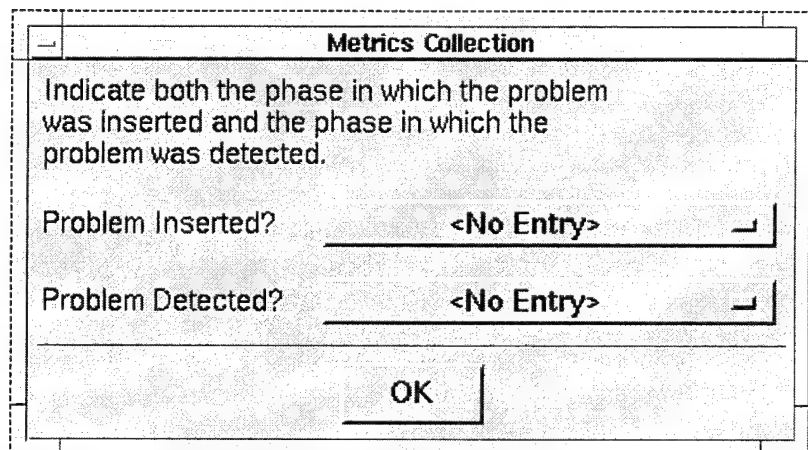 Metrics Collection
Indicate both the phase in which the problem
was inserted and the phase in which the
problem was detected.
Problem Inserted? <No Entry>
Problem Detected? <No Entry>
OK